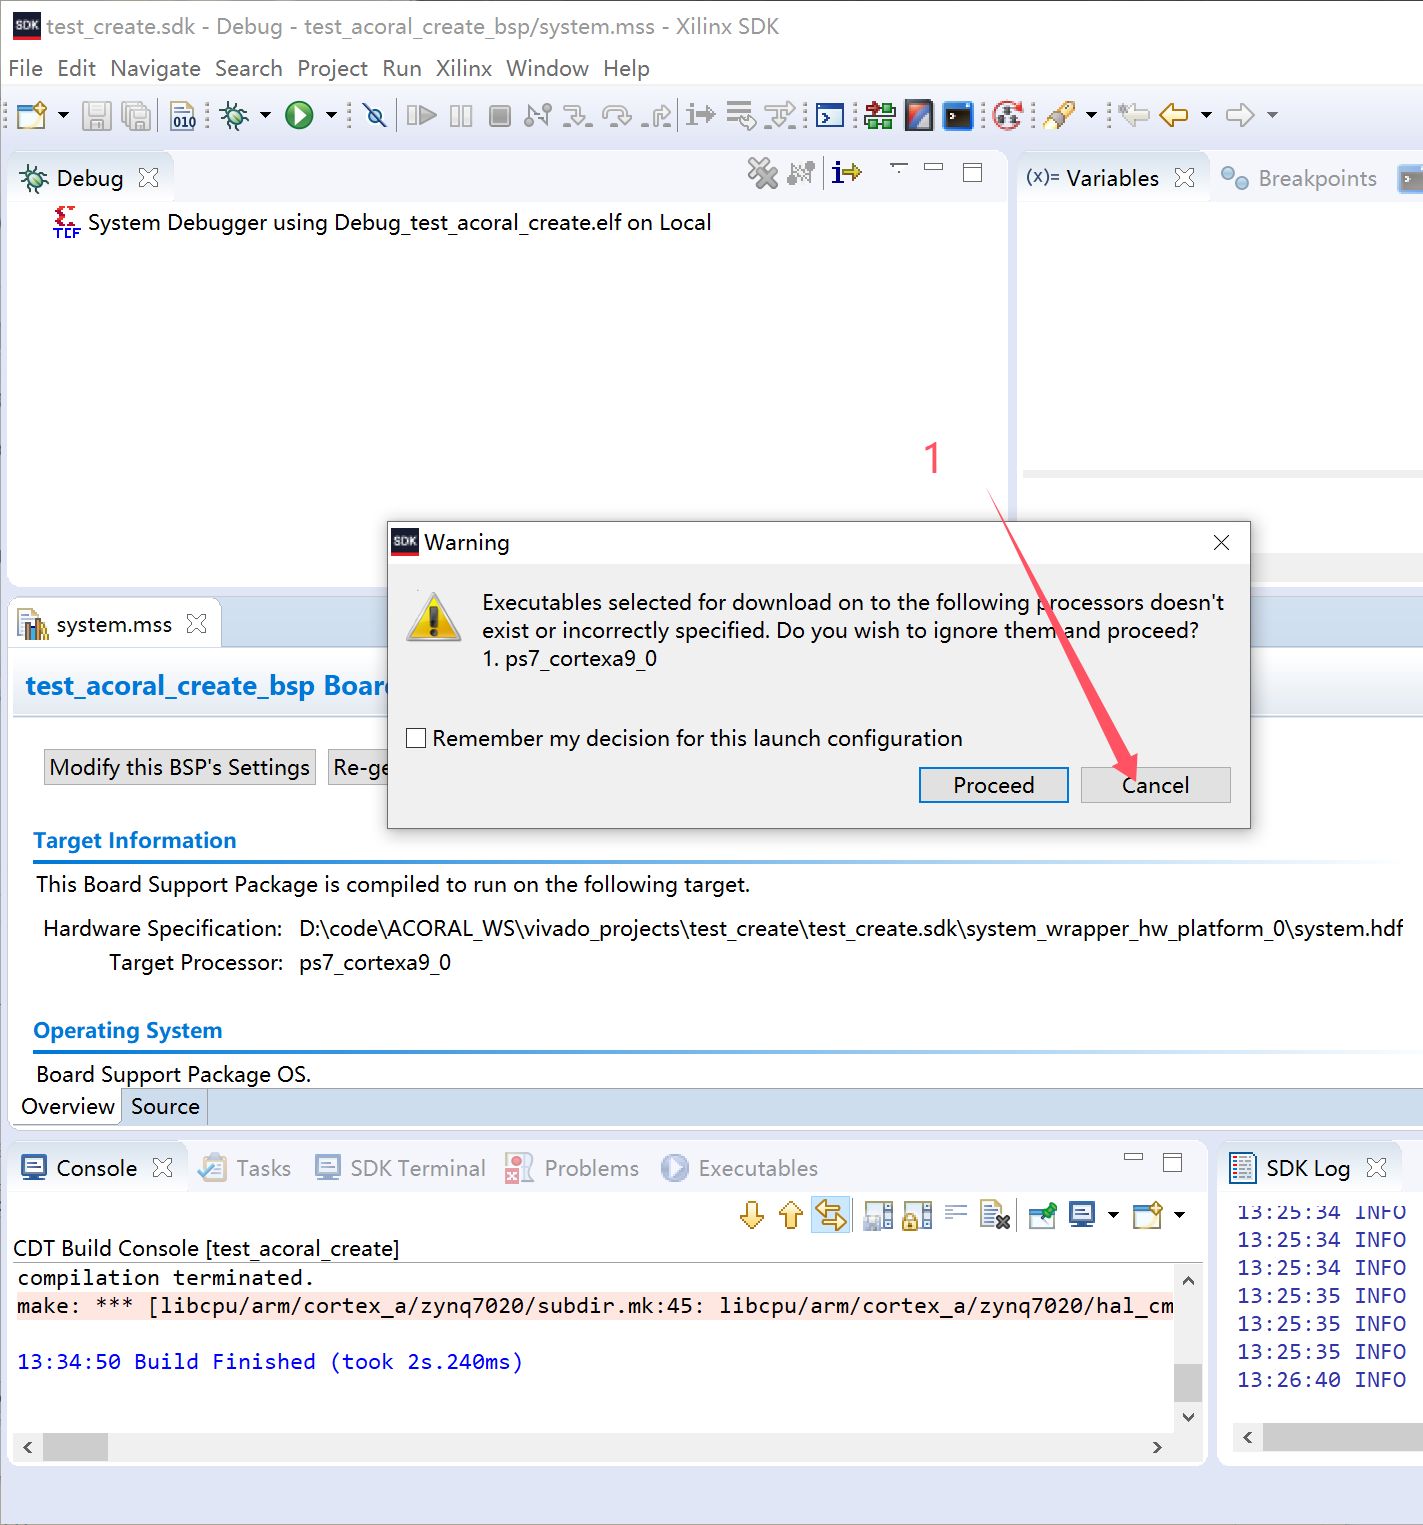 SDK test_create.sdk - Debug - test_acoral_create_bsp/system.mss - Xilinx SDK
File Edit Navigate Search Project Run Xilinx Window Help
010
Debug
(x)= Variables
Breakpoints
TCF System Debugger using Debug_test_acoral_create.elf on Local
1
SDK Warning
Executables selected for download on to the following processors doesn't
exist or incorrectly specified. Do you wish to ignore them and proceed?
1. ps7_cortexa9_0
Remember my decision for this launch configuration
Proceed
Cancel
system.mss
test_acoral_create_bsp Board
Modify this BSP's Settings
Re-ge
Target Information
This Board Support Package is compiled to run on the following target.
Hardware Specification: D:\code\ACORAL_WS\vivado_projects\test_create\test_create.sdk\system_wrapper_hw_platform_0\system.hdf
Target Processor: ps7_cortexa9_0
Operating System
Board Support Package OS.
Overview Source
Console Tasks SDK Terminal Problems Executables
CDT Build Console [test_acoral_create]
compilation terminated.
make: *** [libcpu/arm/cortex_a/zynq7020/subdir.mk:45: libcpu/arm/cortex_a/zynq7020/hal_cm
13:34:50 Build Finished (took 2s.240ms)
SDK Log
13:25:34 INFO
13:25:34 INFO
13:25:34 INFO
13:25:35 INFO
13:25:35 INFO
13:25:35 INFO
13:26:40 INFO